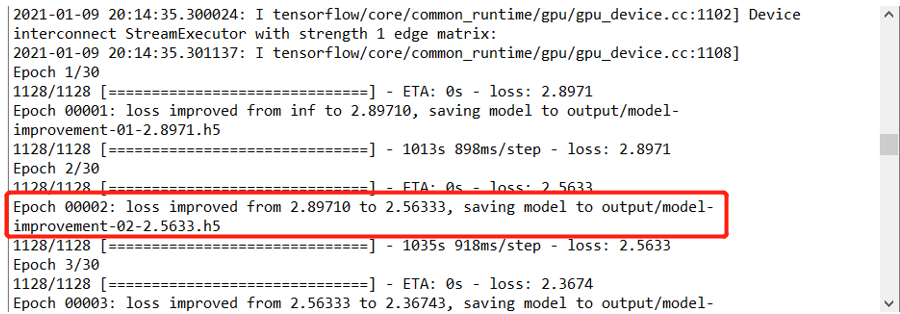 2021-01-09 20:14:35.300024: I tensorflow/core/common_runtime/gpu/gpu_device.cc:1102] Device
interconnect StreamExecutor with strength 1 edge matrix:
2021-01-09 20:14:35.301137: I tensorflow/core/common_runtime/gpu/gpu_device.cc:1108]
Epoch 1/30
1128/1128 [==============================] - ETA: 0s - loss: 2.8971
Epoch 00001: loss improved from inf to 2.89710, saving model to output/model-
improvement-01-2.8971.h5
1128/1128 [==============================] - 1013s 898ms/step - loss: 2.8971
Epoch 2/30
1128/1128 [==============================] - ETA: 0s - loss: 2.5633
Epoch 00002: loss improved from 2.89710 to 2.56333, saving model to output/model-
improvement-02-2.5633.h5
1128/1128 [==============================] - 1035s 918ms/step - loss: 2.5633
Epoch 3/30
1128/1128 [==============================] - ETA: 0s - loss: 2.3674
Epoch 00003: loss improved from 2.56333 to 2.36743, saving model to output/model-